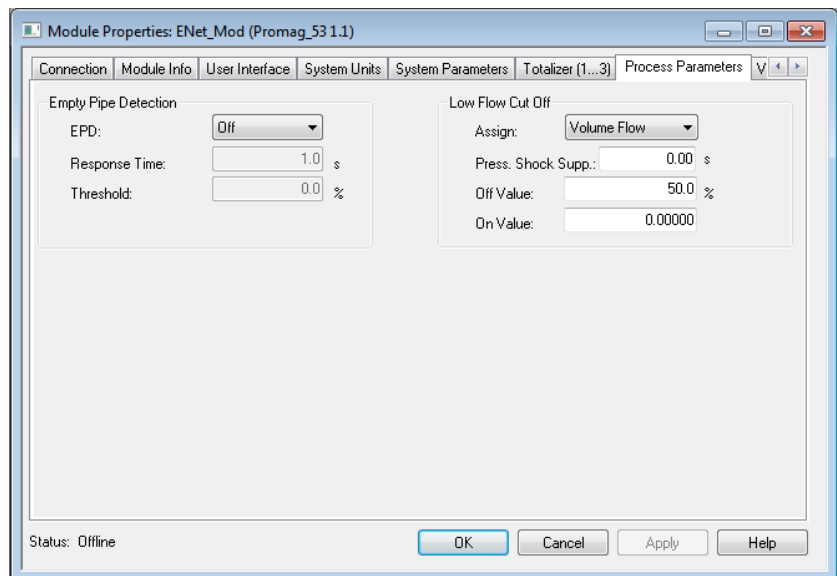 Module Properties: ENet_Mod (Promag_53 1.1)
Connection Module Info User Interface System Units System Parameters Totalizer (1...3) Process Parameters V
Empty Pipe Detection
EPD: Off
Response Time: 1.0 s
Threshold: 0.0 %
Low Flow Cut Off
Assign: Volume Flow
Press. Shock Supp.: 0.00 s
Off Value: 50.0 %
On Value: 0.00000
Status: Offline
OK Cancel Apply Help